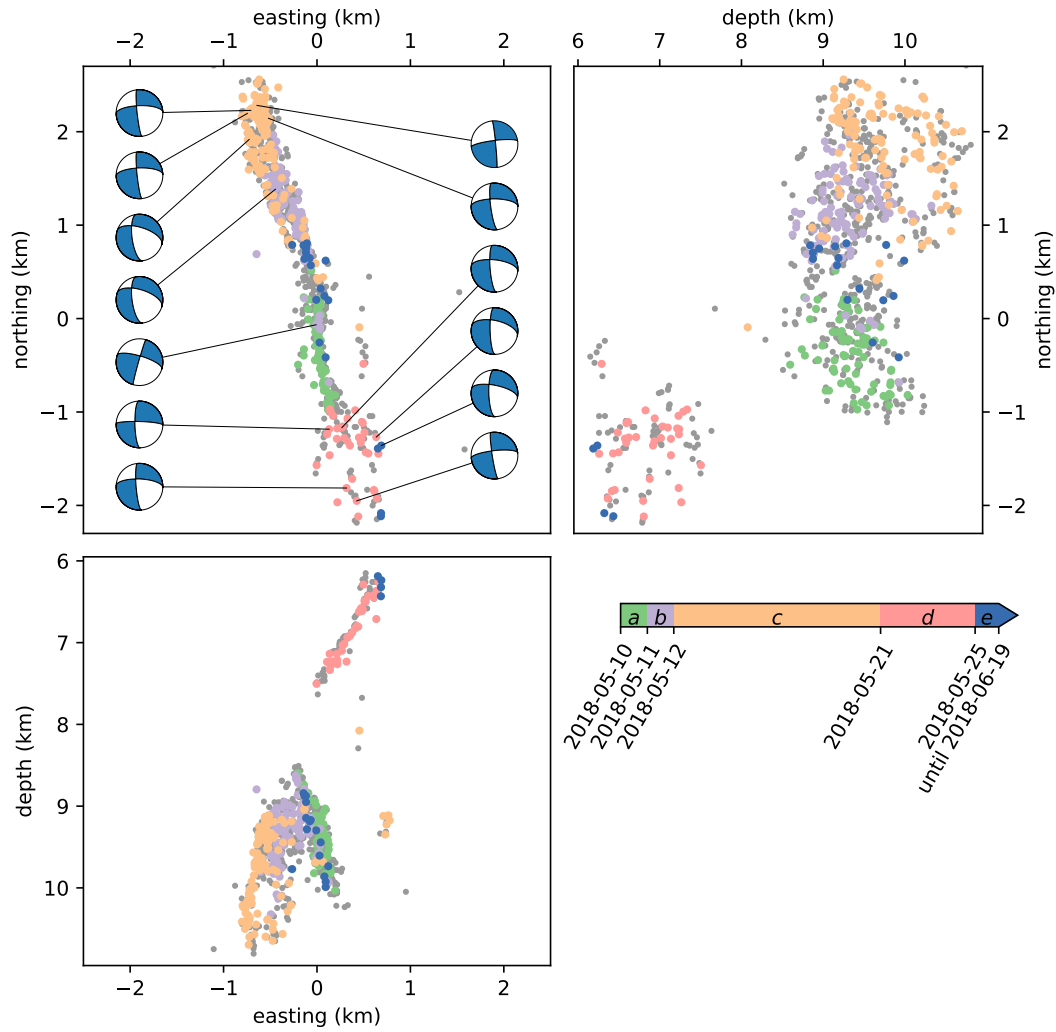 easting (km)
depth (km)
−2 −1 0 1 2
6 7 8 9 10
northing (km)
2
1
0
−1
−2
2
1
0
−1
−2
northing (km)
depth (km)
6
7
8
9
10
−2 −1 0 1 2
easting (km)
a b c d e
2018-05-10
2018-05-11
2018-05-12
2018-05-21
2018-05-25
until 2018-06-19